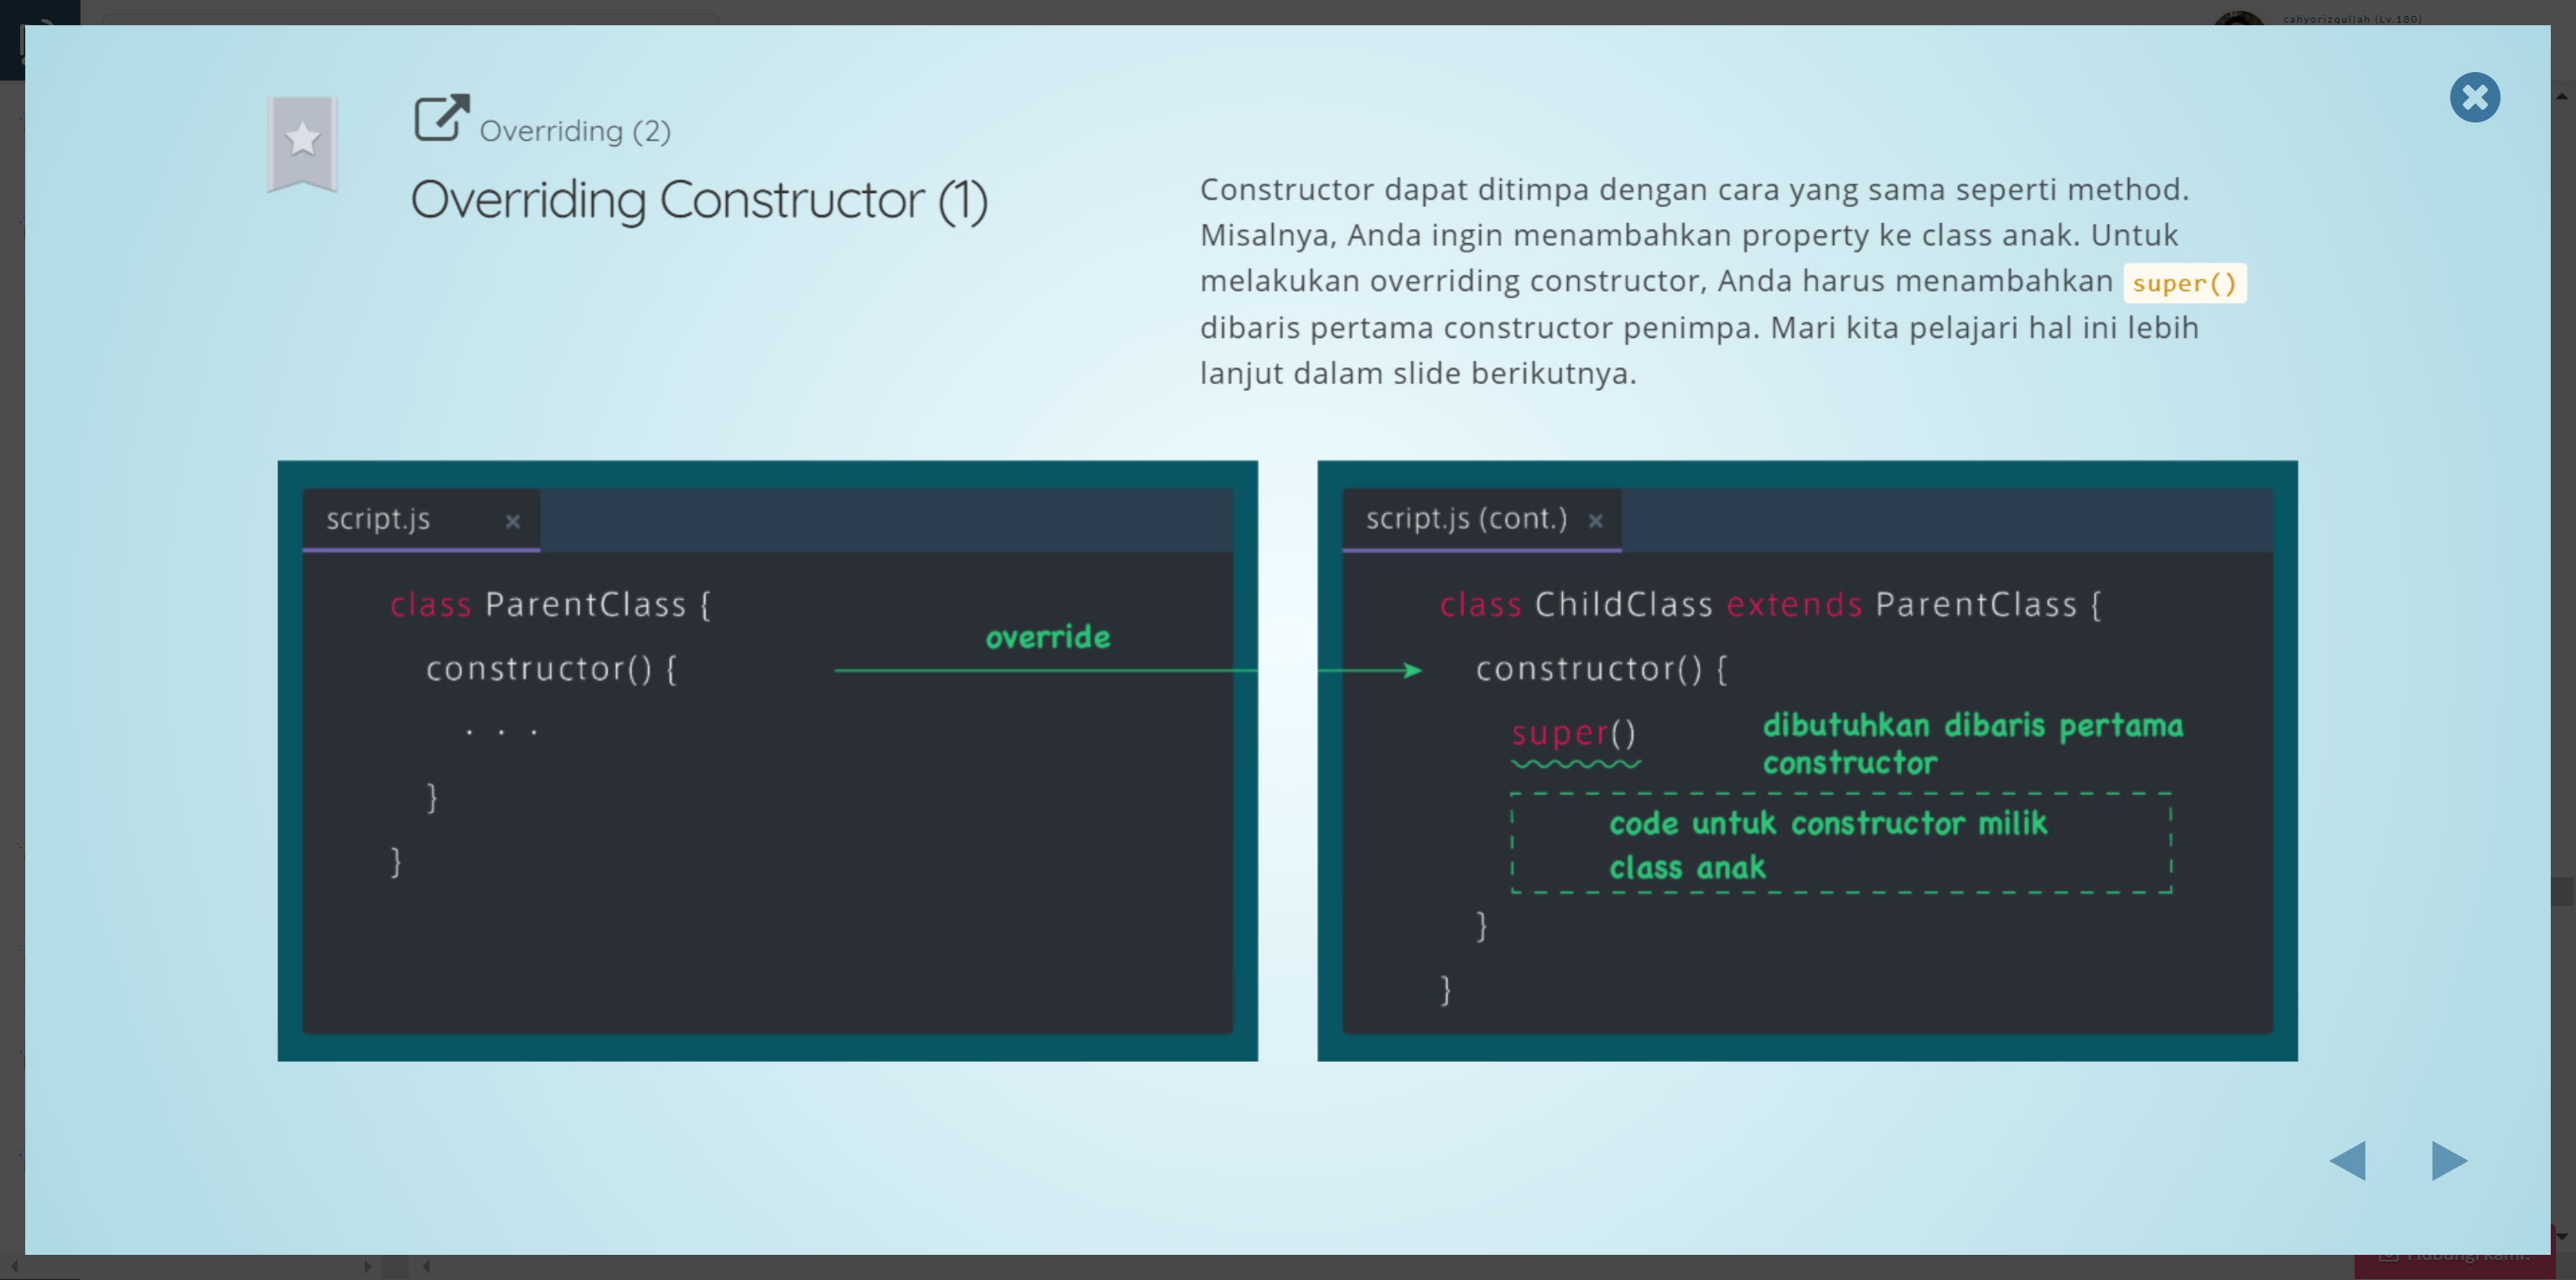 cahyorizqullah (Lv.180)
Overriding (2)
Overriding Constructor (1)
Constructor dapat ditimpa dengan cara yang sama seperti method.
Misalnya, Anda ingin menambahkan property ke class anak. Untuk
melakukan overriding constructor, Anda harus menambahkan super()
dibaris pertama constructor penimpa. Mari kita pelajari hal ini lebih
lanjut dalam slide berikutnya.
script.js ×
class ParentClass {
constructor() {
. . .
}
}
override
script.js (cont.) ×
class ChildClass extends ParentClass {
constructor() {
super()
dibutuhkan dibaris pertama
constructor
code untuk constructor milik
class anak
}
}
Hubungi kami.